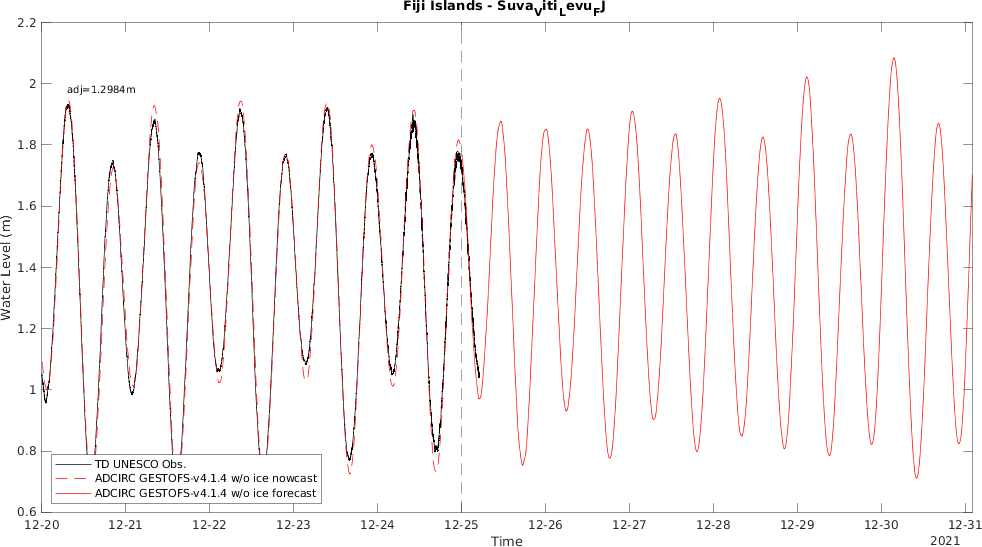 Fiji Islands - SuvaVitiLevuFJ
2.2
2
1.8
1.6
1.4
1.2
1
0.8
0.6
Water Level (m)
adj=1.2984m
TD UNESCO Obs.
ADCIRC GESTOFS-v4.1.4 w/o ice nowcast
ADCIRC GESTOFS-v4.1.4 w/o ice forecast
12-20 12-21 12-22 12-23 12-24 12-25 12-26 12-27 12-28 12-29 12-30 12-31
Time
2021